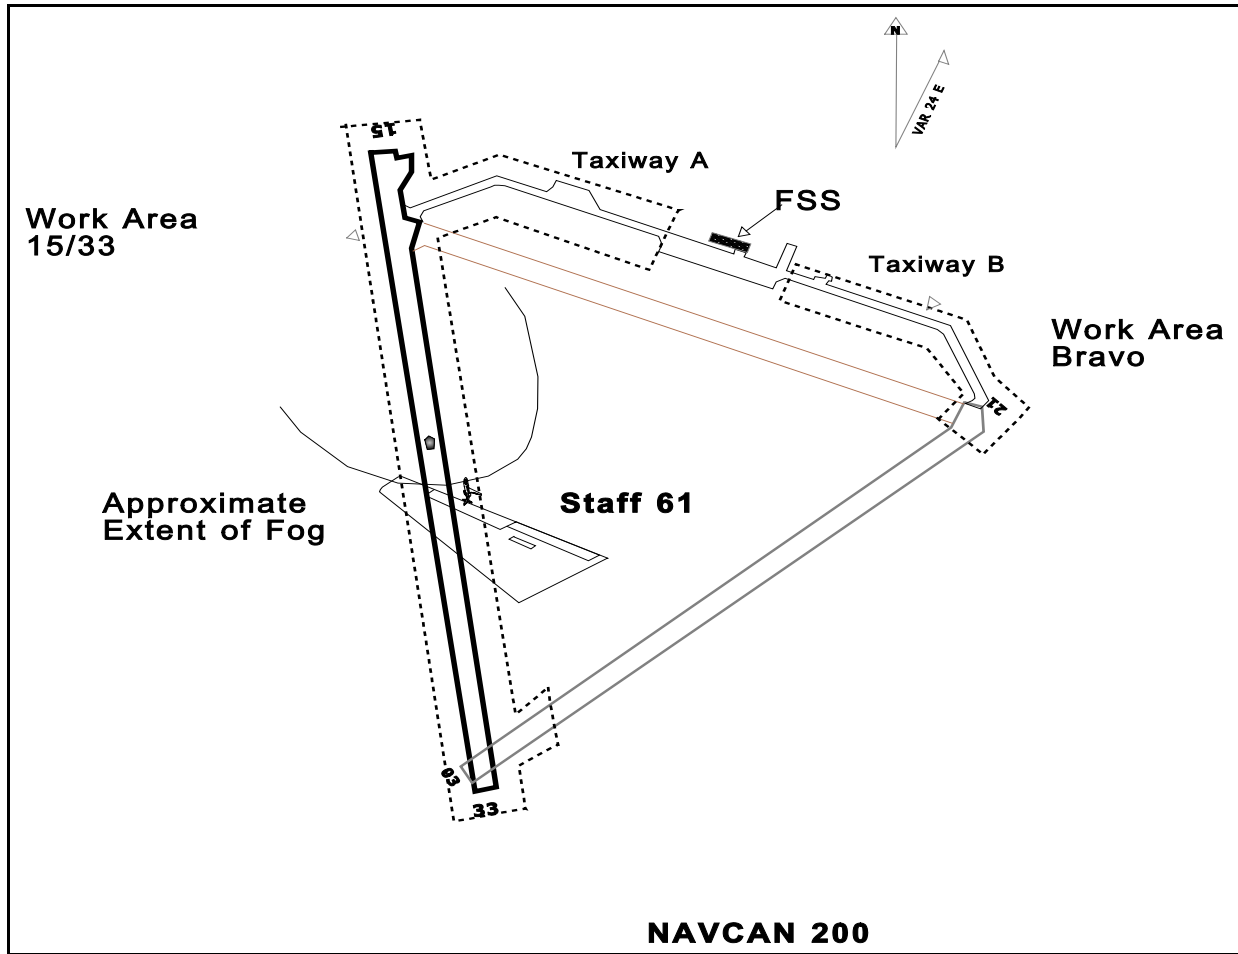 N
VAR 24 E
15
Taxiway A
FSS
Work Area
15/33
Taxiway B
Work Area
Bravo
21
Approximate
Extent of Fog
Staff 61
03
33
NAVCAN 200